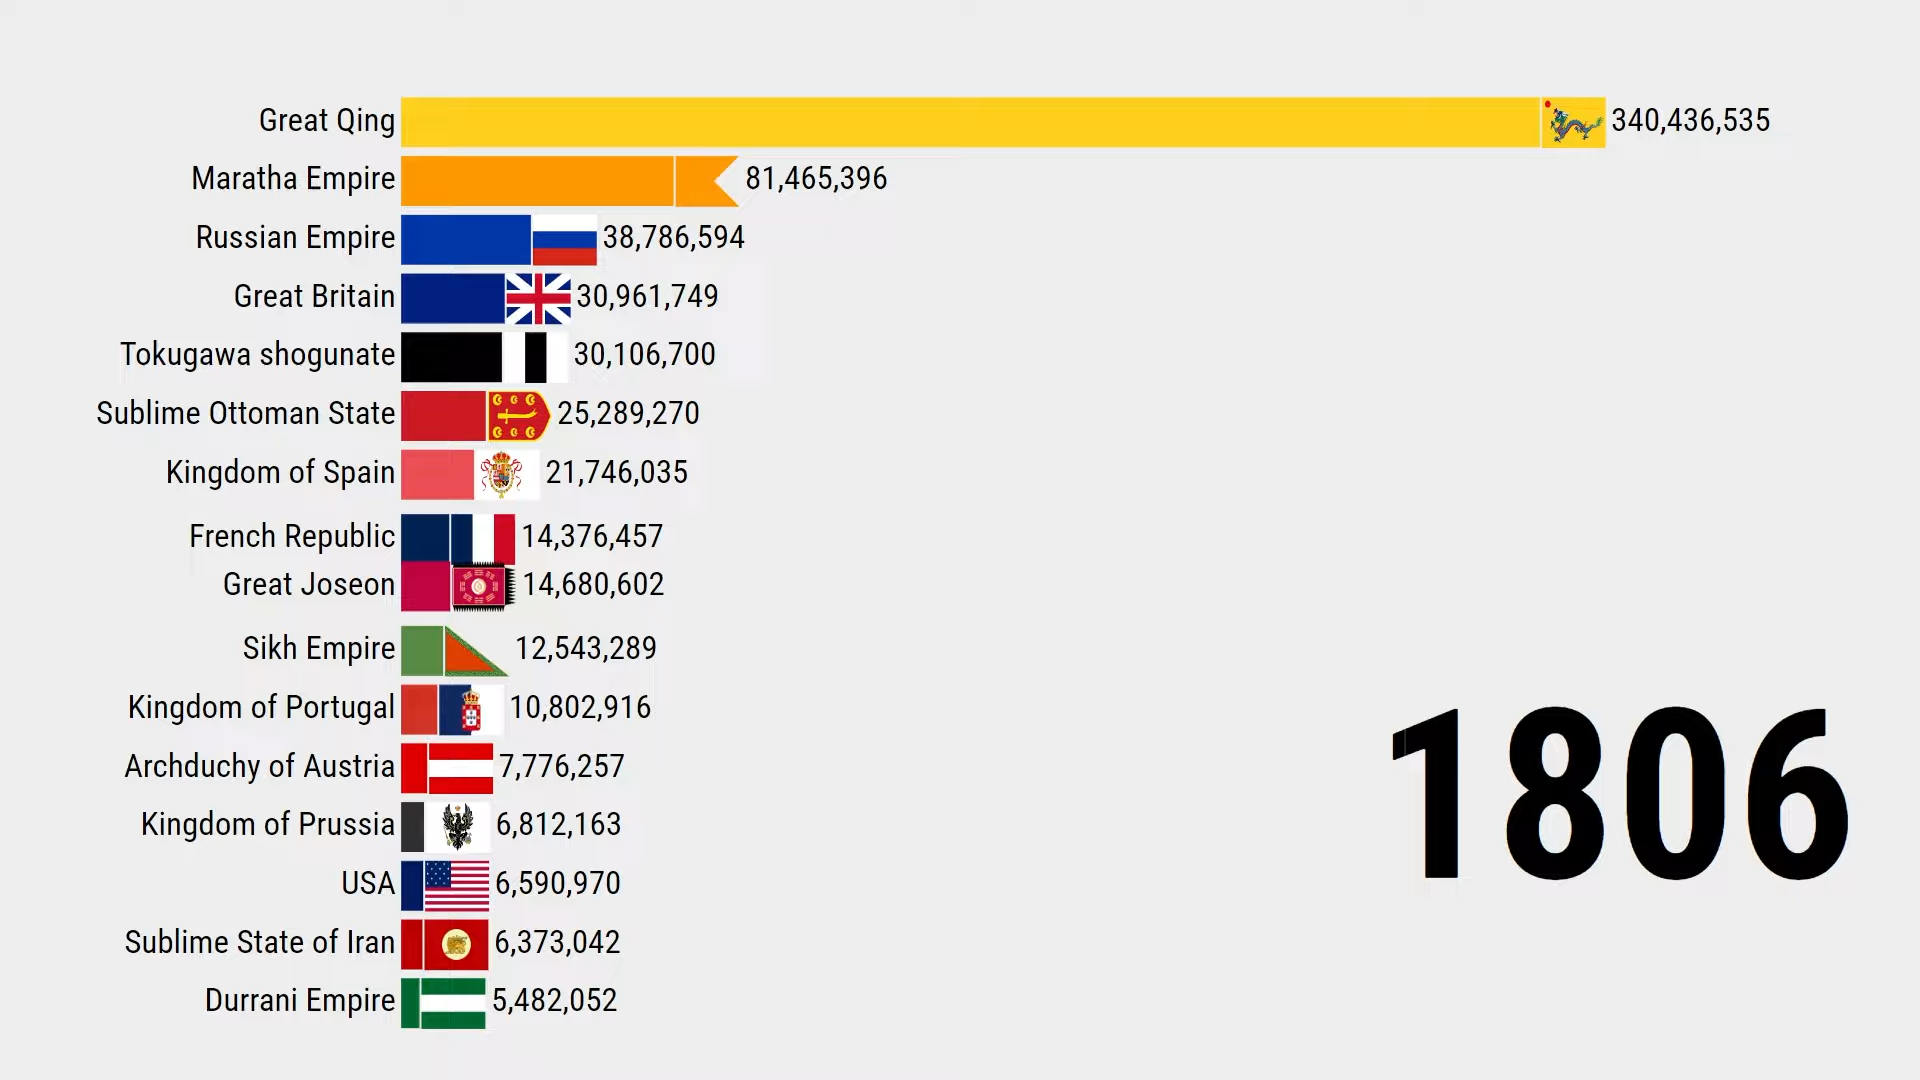 Great Qing 340,436,535
Maratha Empire 81,465,396
Russian Empire 38,786,594
Great Britain 30,961,749
Tokugawa shogunate 30,106,700
Sublime Ottoman State 25,289,270
Kingdom of Spain 21,746,035
French Republic 14,376,457
Great Joseon 14,680,602
Sikh Empire 12,543,289
Kingdom of Portugal 10,802,916
Archduchy of Austria 7,776,257
Kingdom of Prussia 6,812,163
USA 6,590,970
Sublime State of Iran 6,373,042
Durrani Empire 5,482,052
1806